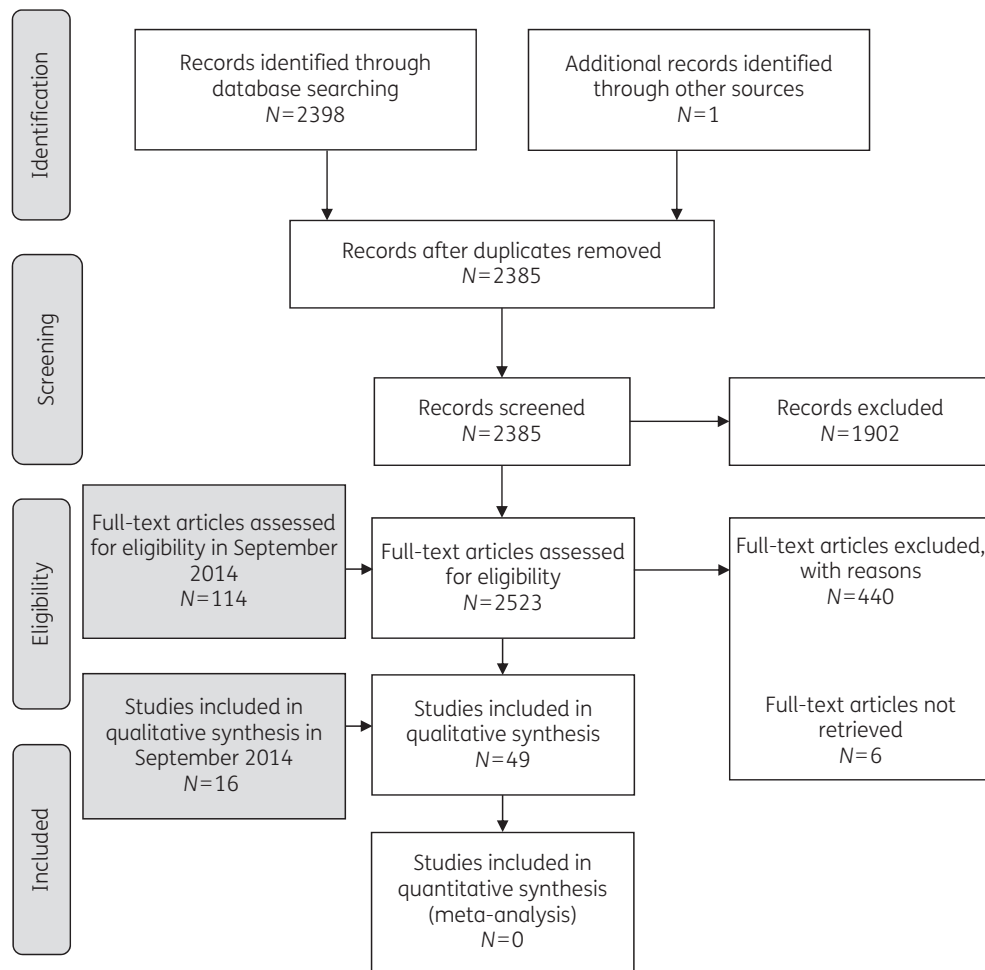 Identification
Records identified through
database searching
N=2398
Additional records identified
through other sources
N=1
Records after duplicates removed
N=2385
Screening
Records screened
N=2385
Records excluded
N=1902
Eligibility
Full-text articles assessed
for eligibility in September
2014
N=114
Full-text articles assessed
for eligibility
N=2523
Full-text articles excluded,
with reasons
N=440
Full-text articles not
retrieved
N=6
Studies included in
qualitative synthesis in
September 2014
N=16
Studies included in
qualitative synthesis
N=49
Included
Studies included in
quantitative synthesis
(meta-analysis)
N=0